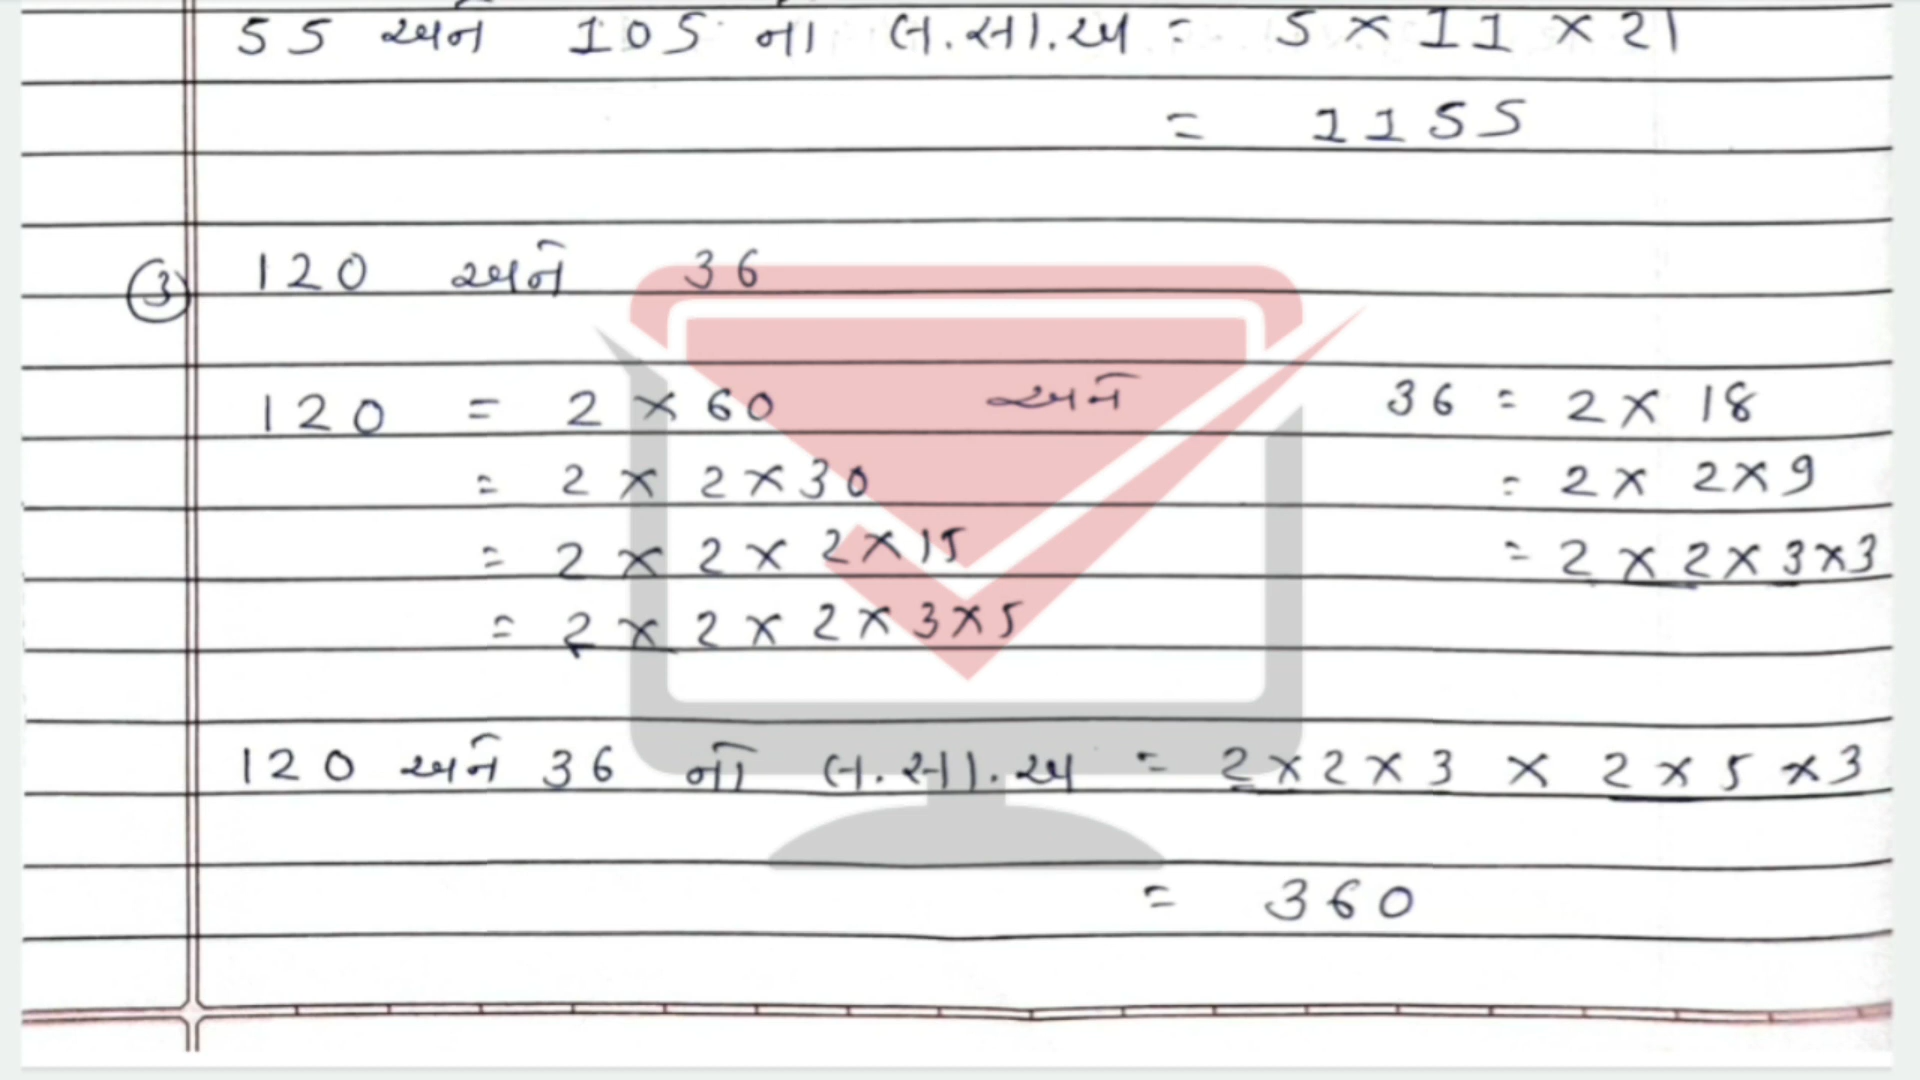 55 અને 105 નો લ.સા.અ = 5 × 11 × 21
= 1155
③ 120 અને 36
120 = 2 × 60 અને 36 = 2 × 18
= 2 × 2 × 30 = 2 × 2 × 9
= 2 × 2 × 2 × 15 = 2 × 2 × 3 × 3
= 2 × 2 × 2 × 3 × 5
120 અને 36 નો લ.સા.અ = 2 × 2 × 3 × 2 × 5 × 3
= 360